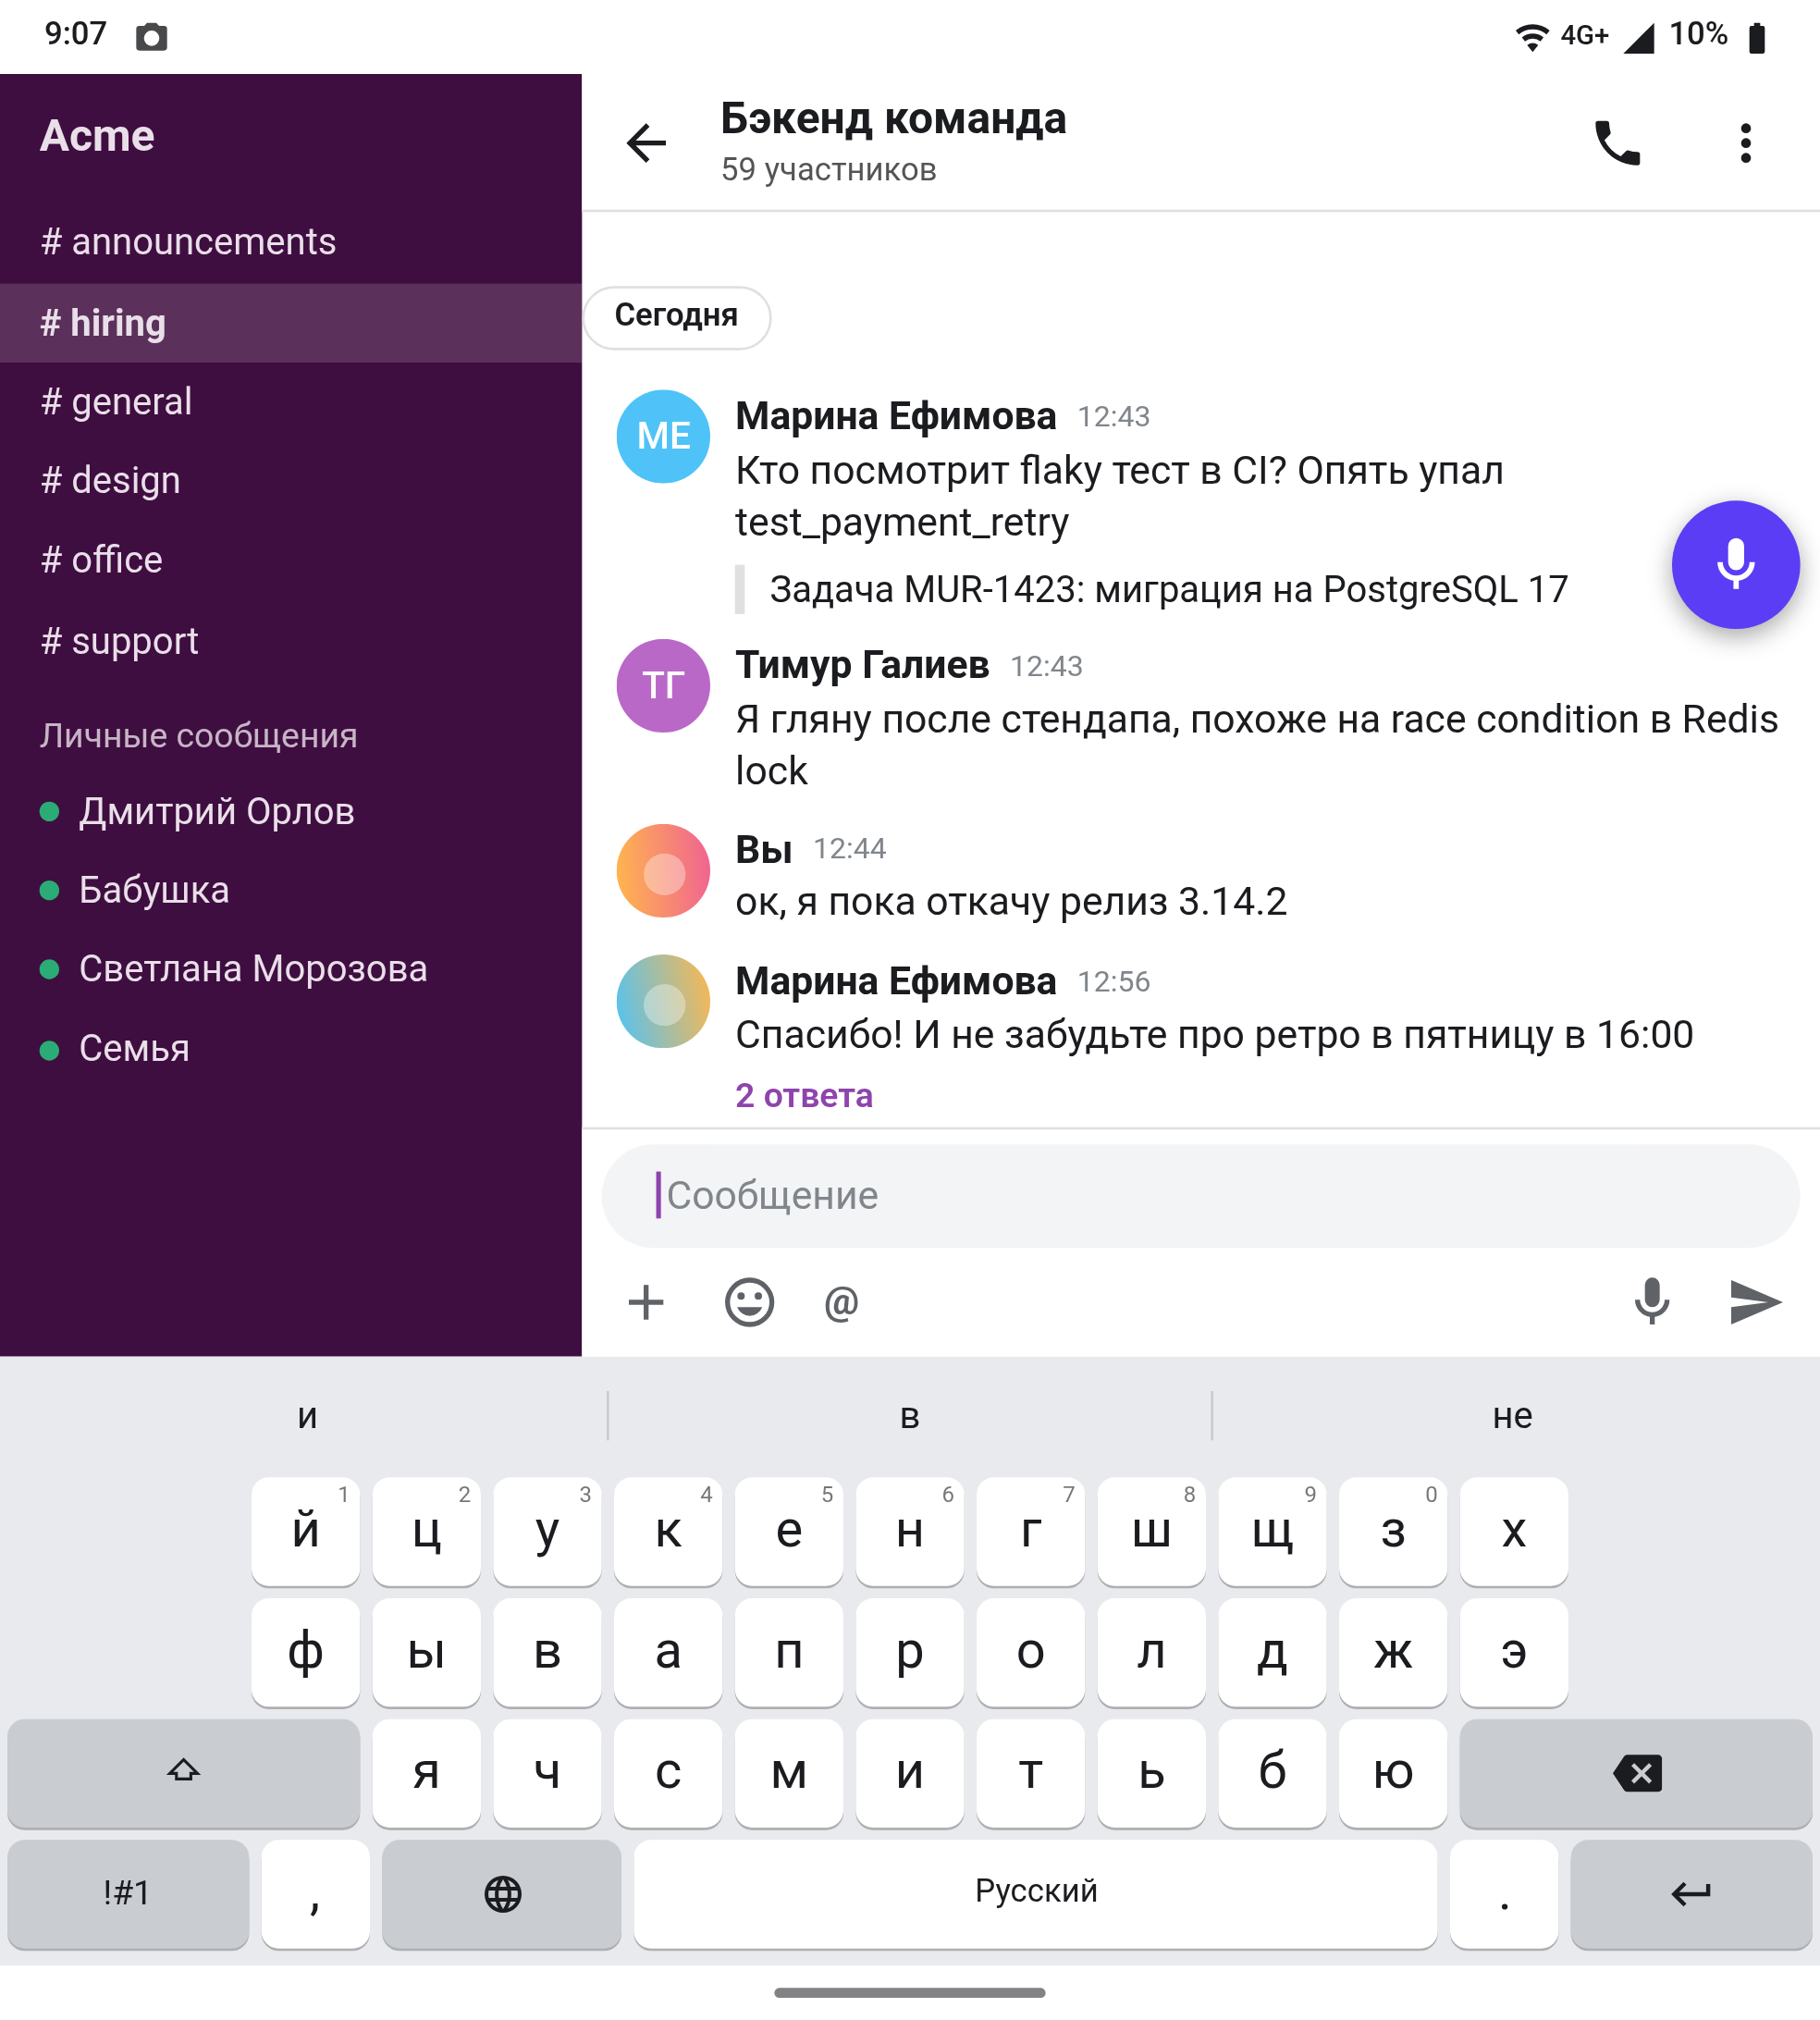 9:07
4G+ 10%
Acme
# announcements
# hiring
# general
# design
# office
# support
Личные сообщения
Дмитрий Орлов
Бабушка
Светлана Морозова
Семья
Бэкенд команда
59 участников
Сегодня
МЕ
Марина Ефимова 12:43
Кто посмотрит flaky тест в CI? Опять упал
test_payment_retry
Задача MUR-1423: миграция на PostgreSQL 17
ТГ
Тимур Галиев 12:43
Я гляну после стендапа, похоже на race condition в Redis
lock
Вы 12:44
ок, я пока откачу релиз 3.14.2
Марина Ефимова 12:56
Спасибо! И не забудьте про ретро в пятницу в 16:00
2 ответа
Сообщение
@
и в не
й 1 ц 2 у 3 к 4 е 5 н 6 г 7 ш 8 щ 9 з 0 х
ф ы в а п р о л д ж э
я ч с м и т ь б ю
!#1 , Русский .